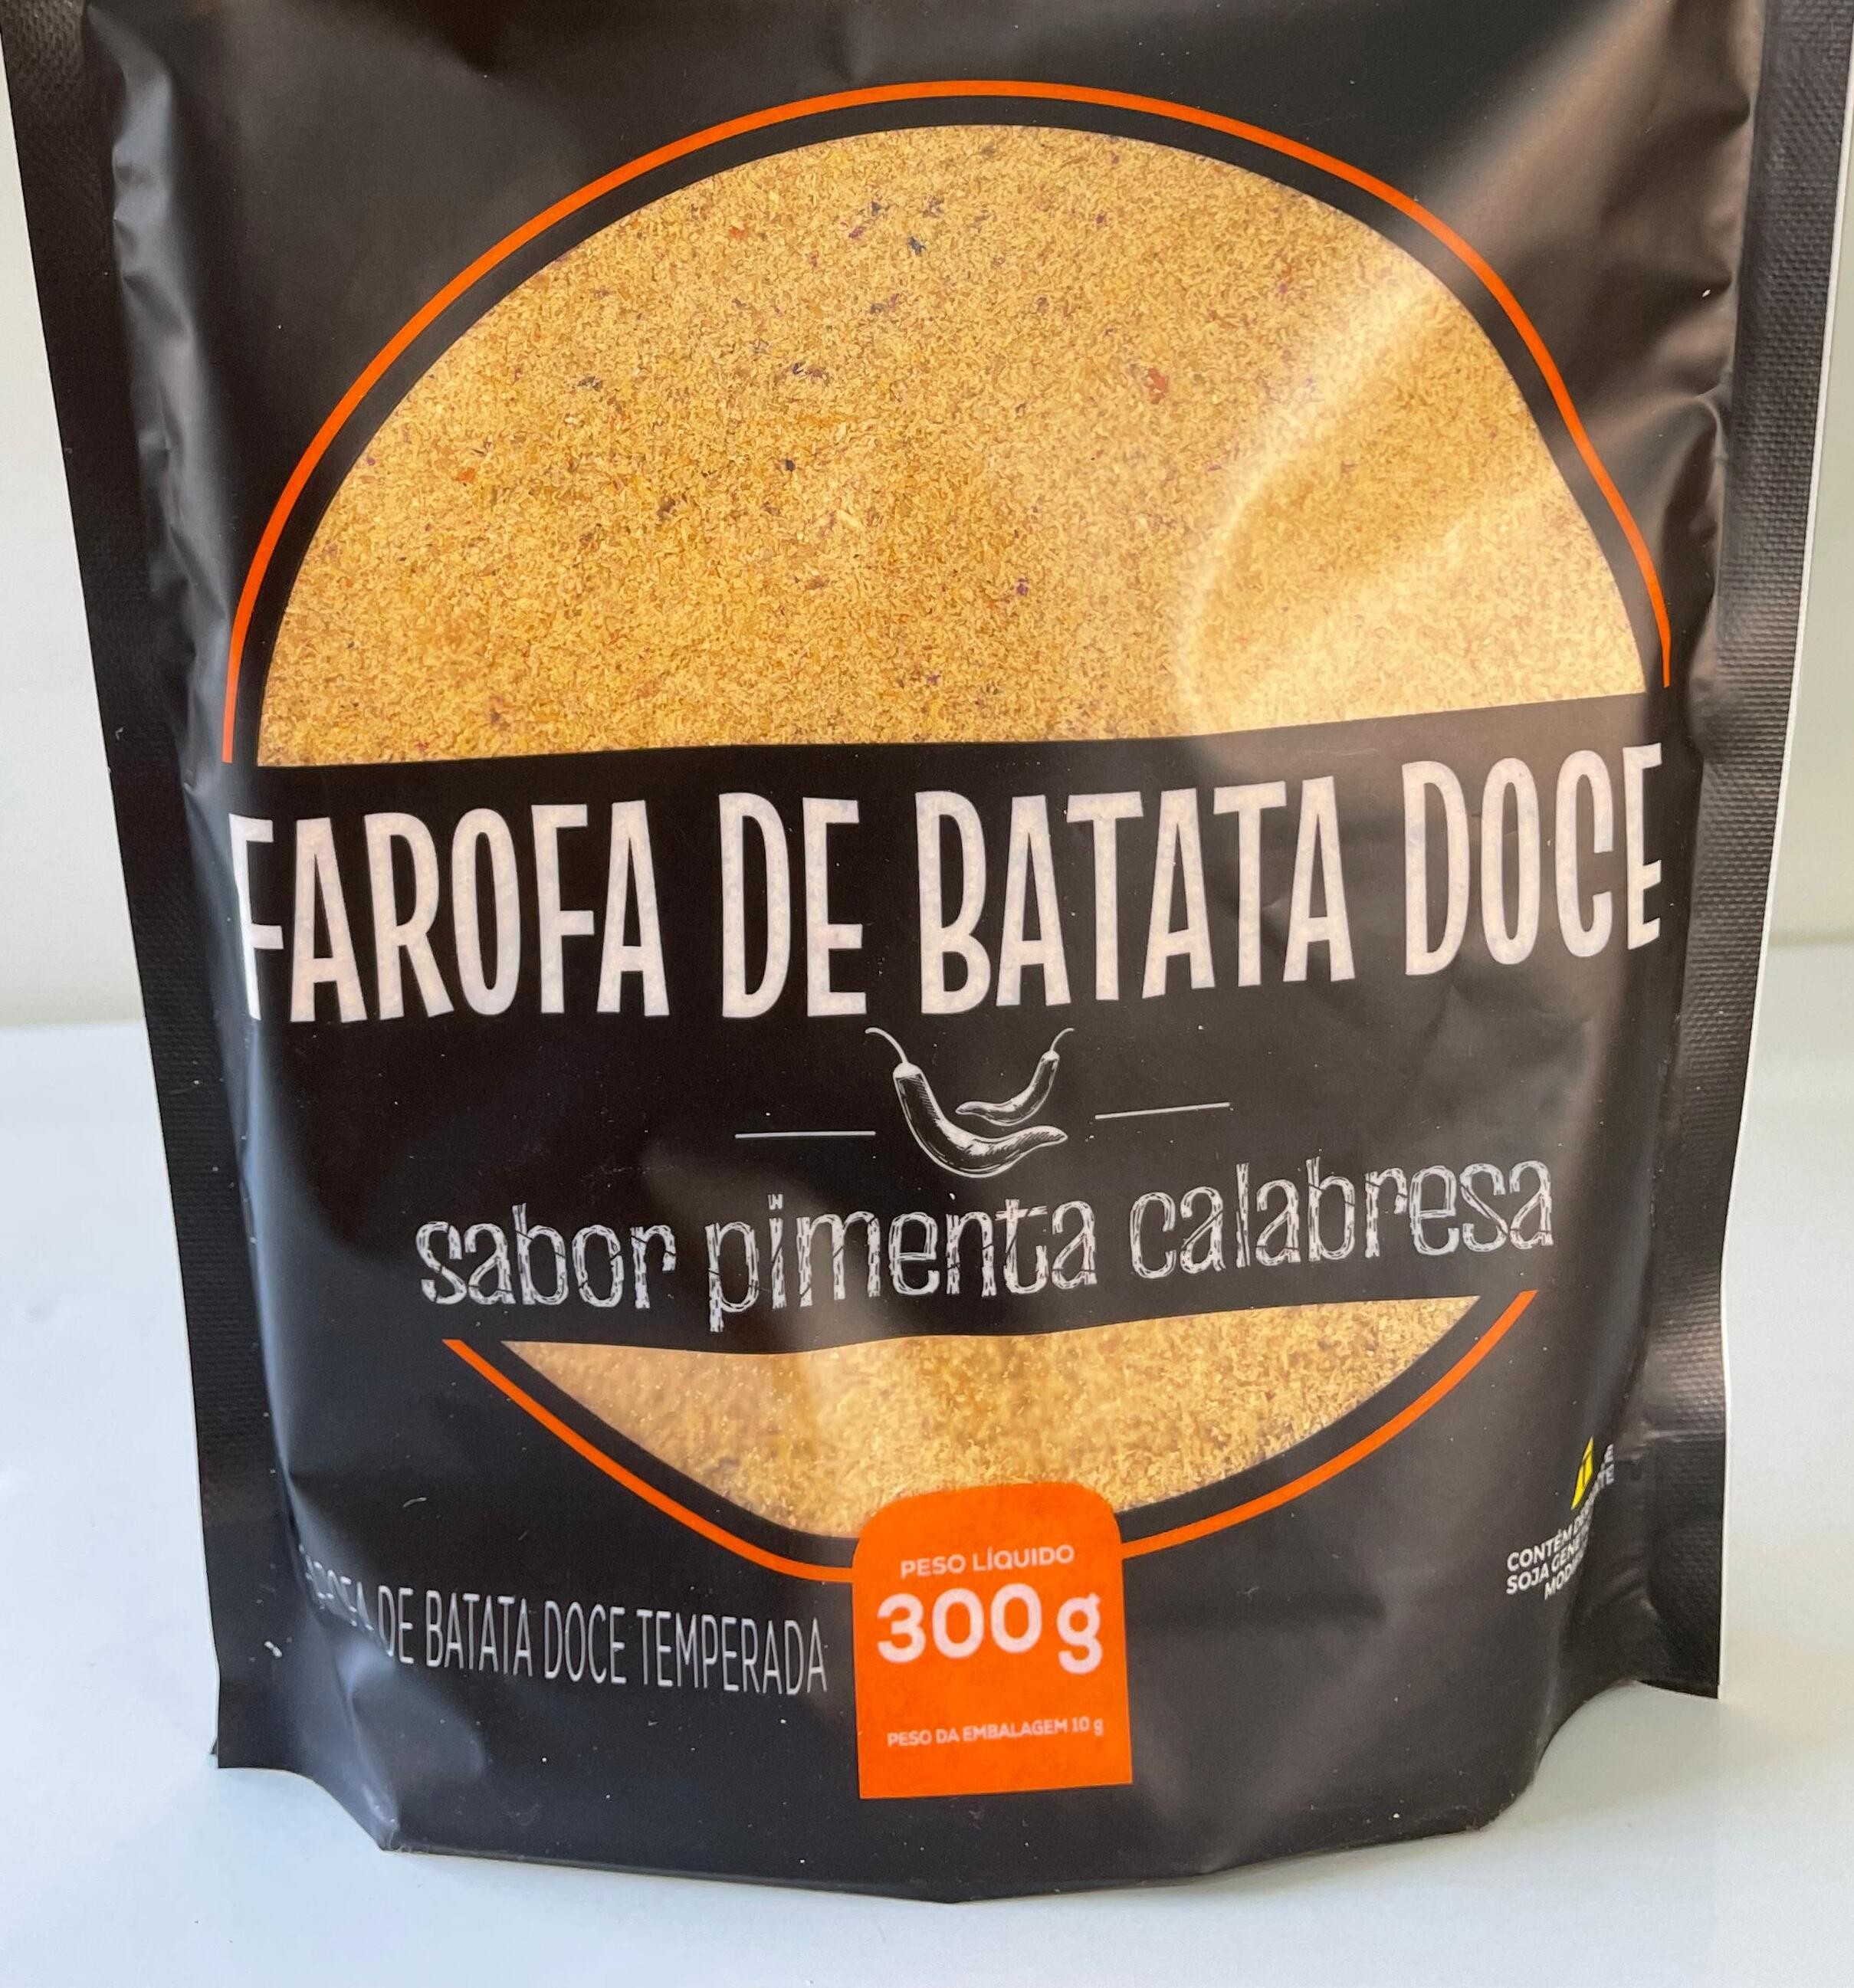 FAROFA DE BATATA DOCE
sabor pimenta calabresa
PESO LÍQUIDO
300 g
PESO DA EMBALAGEM 10 g
DE BATATA DOCE TEMPERADA
CONTÉM
SOJA